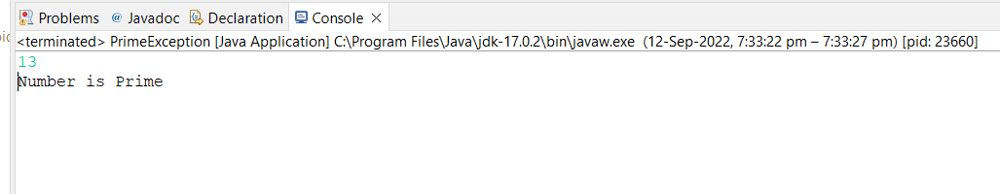 Problems @ Javadoc Declaration Console ×
<terminated> PrimeException [Java Application] C:\Program Files\Java\jdk-17.0.2\bin\javaw.exe (12-Sep-2022, 7:33:22 pm – 7:33:27 pm) [pid: 23660]
13
Number is Prime